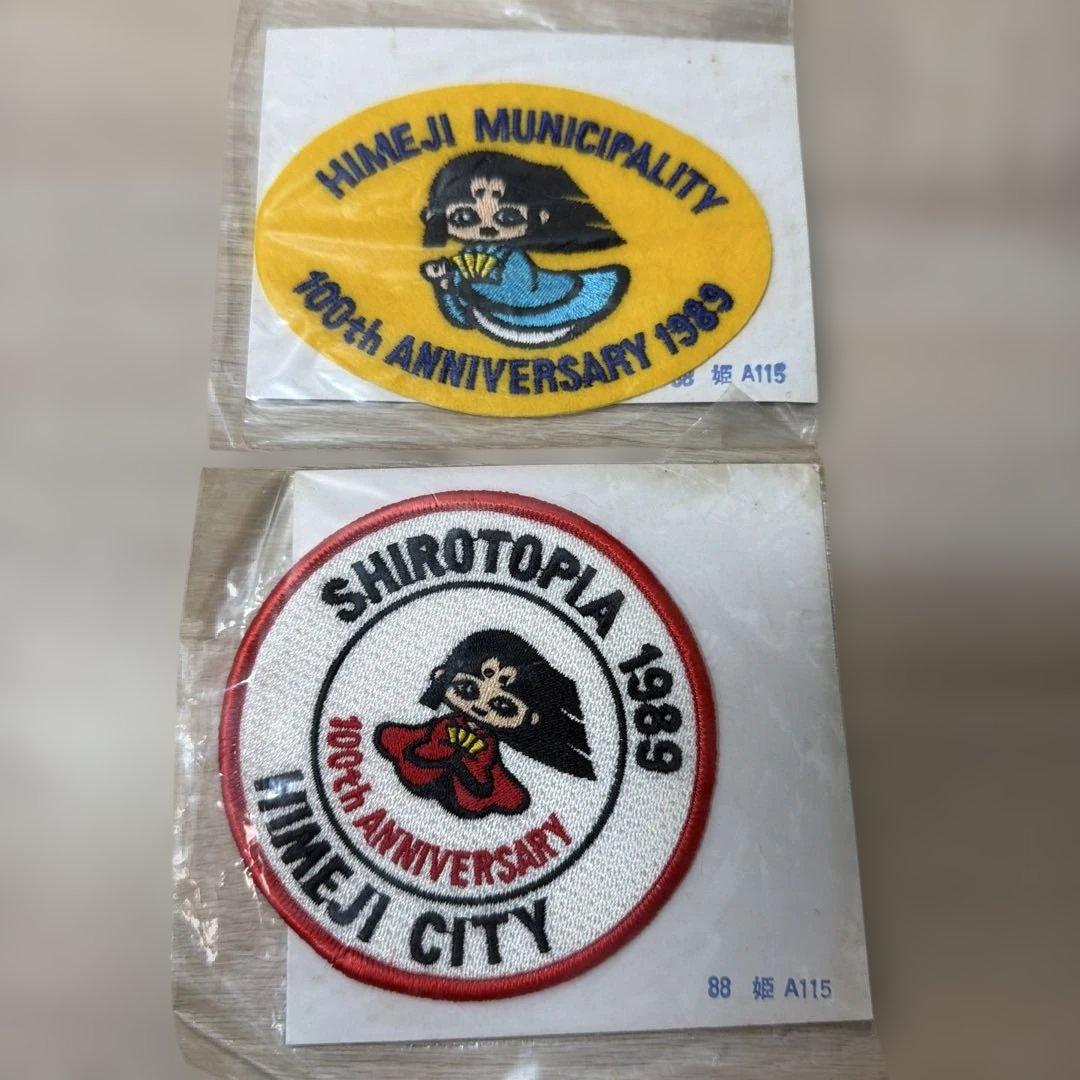 HIMEJI MUNICIPALITY
100th ANNIVERSARY 1989
88 姫 A115
SHIROTOPIA 1989
100th ANNIVERSARY
HIMEJI CITY
88 姫 A115